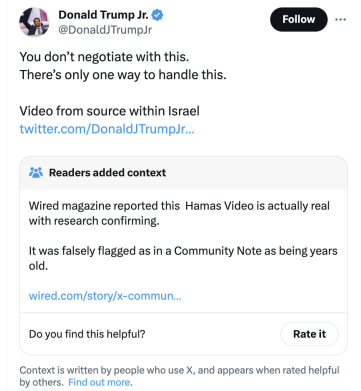 Donald Trump Jr.
@DonaldJTrumpJr
Follow
You don't negotiate with this.
There's only one way to handle this.
Video from source within Israel
twitter.com/DonaldJTrumpJr...
Readers added context
Wired magazine reported this Hamas Video is actually real
with research confirming.
It was falsely flagged as in a Community Note as being years
old.
wired.com/story/x-commun...
Do you find this helpful?
Rate it
Context is written by people who use X, and appears when rated helpful
by others. Find out more.